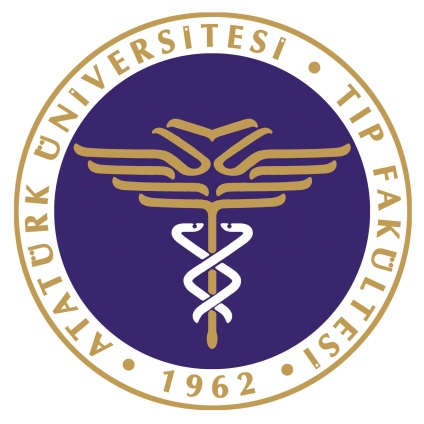 ATATÜRK ÜNİVERSİTESİ • TIP FAKÜLTESİ • 1962 •